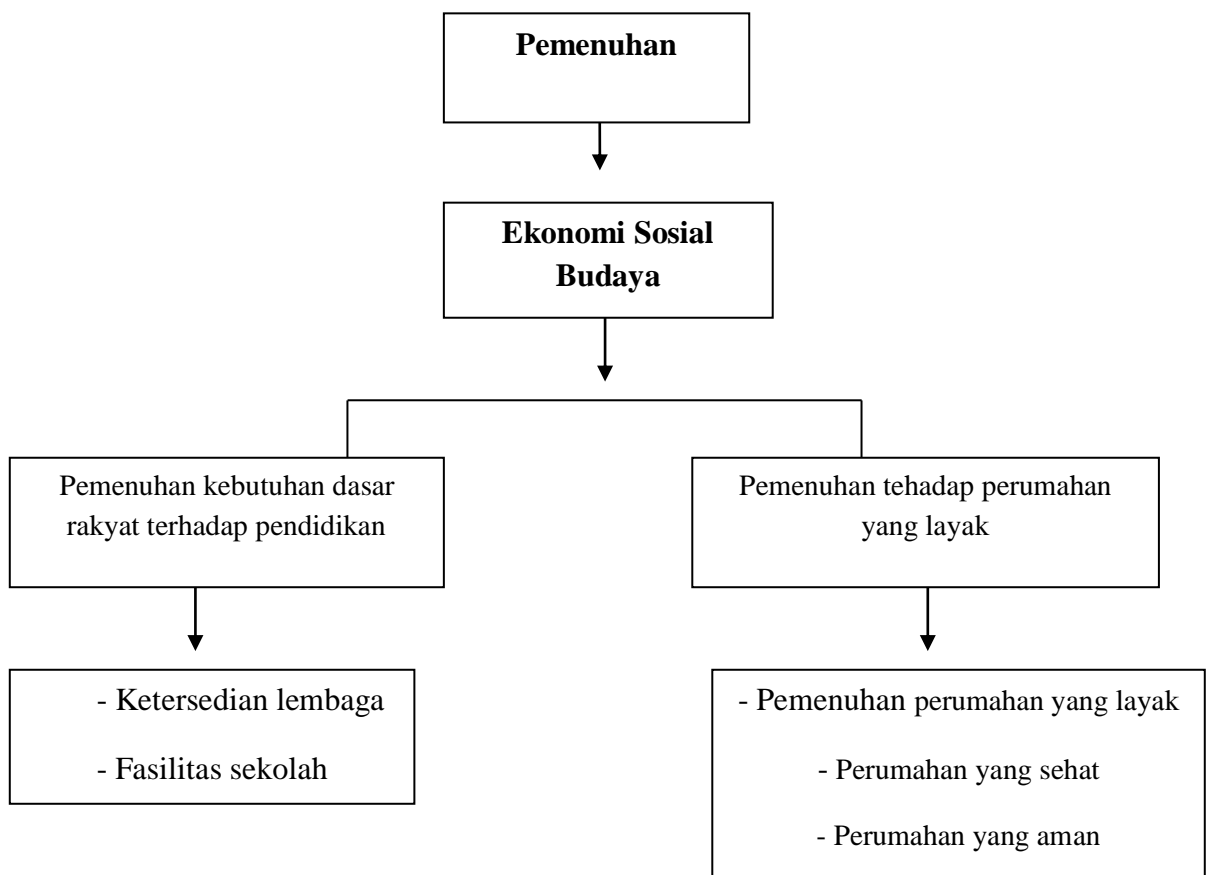 Pemenuhan
Ekonomi Sosial
Budaya
Pemenuhan kebutuhan dasar
rakyat terhadap pendidikan
Pemenuhan tehadap perumahan
yang layak
- Ketersedian lembaga
- Fasilitas sekolah
- Pemenuhan perumahan yang layak
- Perumahan yang sehat
- Perumahan yang aman